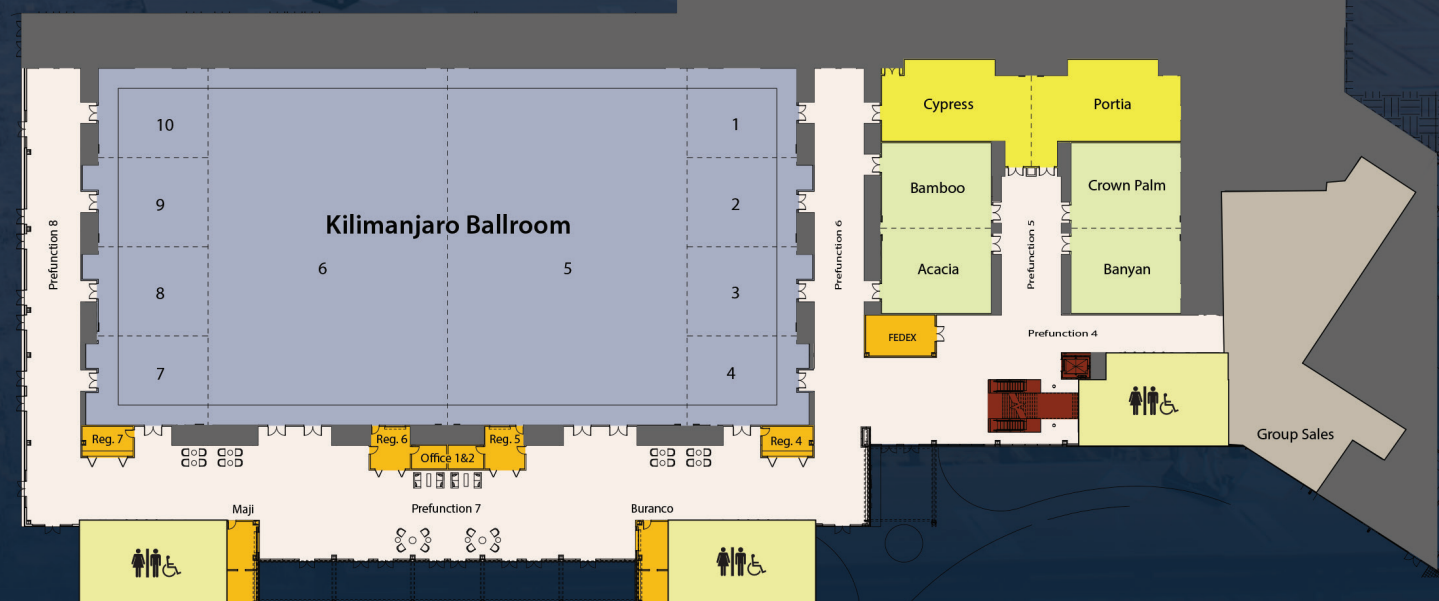 Cypress
Portia
10
1
Bamboo
Crown Palm
9
2
Kilimanjaro Ballroom
Prefunction 8
Prefunction 6
Prefunction 5
6
5
Acacia
Banyan
8
3
FEDEX
Prefunction 4
7
4
Reg. 7
Reg. 6
Reg. 5
Reg. 4
Group Sales
Office 1&2
Maji
Prefunction 7
Buranco